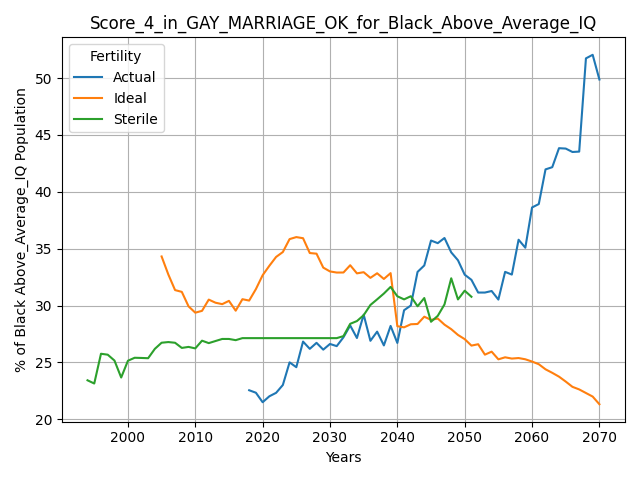 Score_4_in_GAY_MARRIAGE_OK_for_Black_Above_Average_IQ
Fertility
Actual
Ideal
Sterile
% of Black Above_Average_IQ Population
50
45
40
35
30
25
20
2000 2010 2020 2030 2040 2050 2060 2070
Years